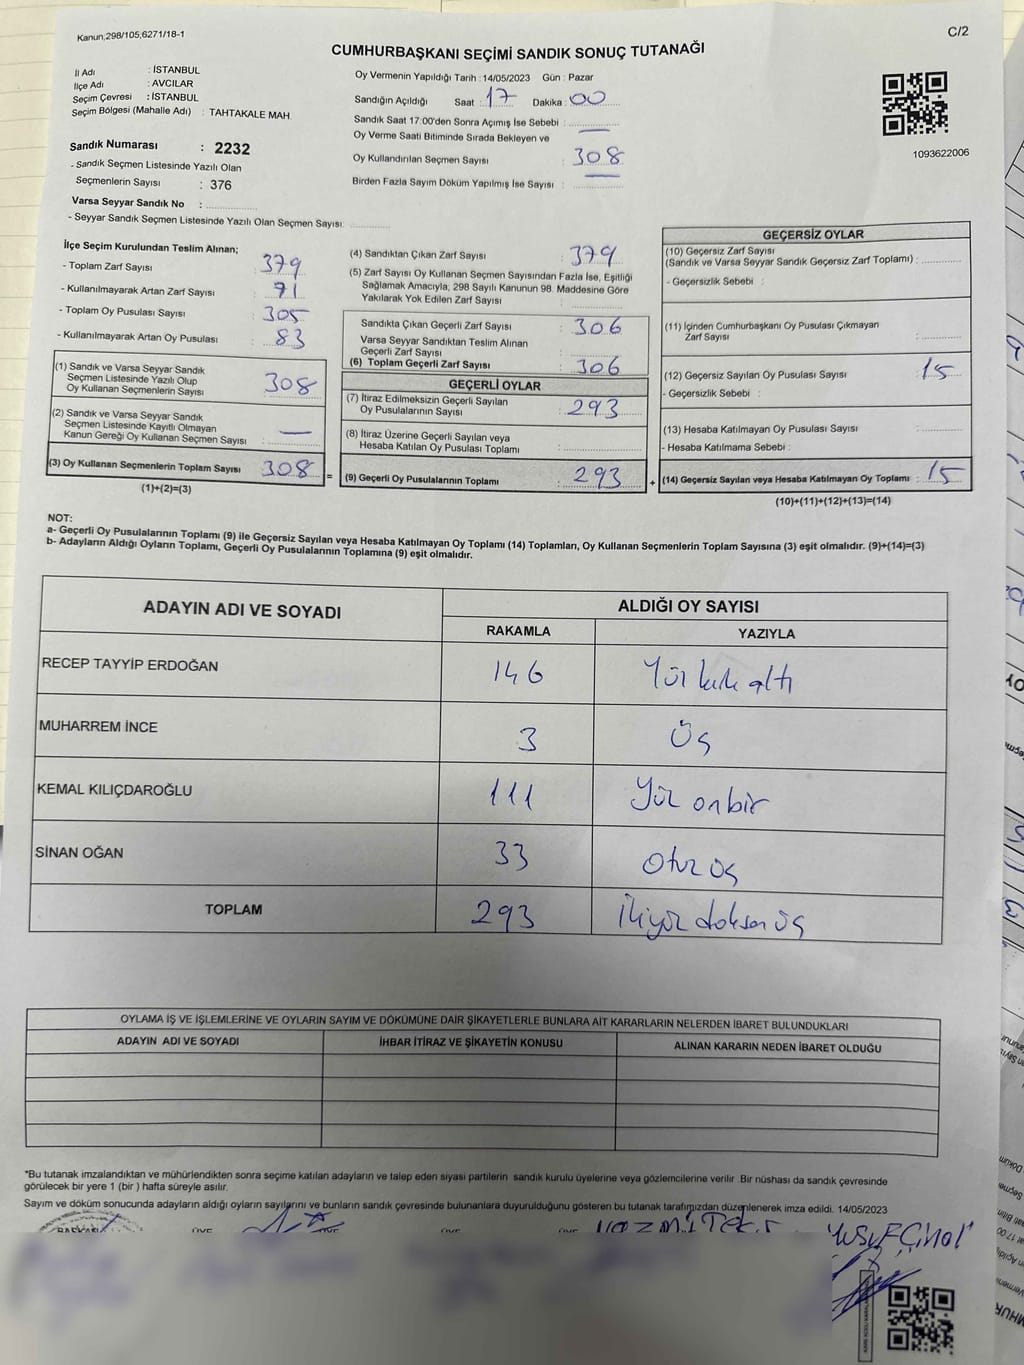 Kanun,298/105,6271/18-1
C/2
CUMHURBAŞKANI SEÇİMİ SANDIK SONUÇ TUTANAĞI
İl Adı : İSTANBUL
İlçe Adı : AVCILAR
Seçim Çevresi : İSTANBUL
Seçim Bölgesi (Mahalle Adı) : TAHTAKALE MAH.
Sandık Numarası : 2232
- Sandık Seçmen Listesinde Yazılı Olan
Seçmenlerin Sayısı : 376
Varsa Seyyar Sandık No :
- Seyyar Sandık Seçmen Listesinde Yazılı Olan Seçmen Sayısı:
Oy Vermenin Yapıldığı Tarih : 14/05/2023 Gün : Pazar
Sandığın Açıldığı Saat : 17 Dakika : 00
Sandık Saat 17:00'den Sonra Açımış İse Sebebi : —
Oy Verme Saati Bitiminde Sırada Bekleyen ve
Oy Kullandırılan Seçmen Sayısı : 308
Birden Fazla Sayım Döküm Yapılmış İse Sayısı : —
1093622006
İlçe Seçim Kurulundan Teslim Alınan;
- Toplam Zarf Sayısı : 379
- Kullanılmayarak Artan Zarf Sayısı : 71
- Toplam Oy Pusulası Sayısı : 305
- Kullanılmayarak Artan Oy Pusulası : 83
(1) Sandık ve Varsa Seyyar Sandık
Seçmen Listesinde Yazılı Olup
Oy Kullanan Seçmenlerin Sayısı : 308
(2) Sandık ve Varsa Seyyar Sandık
Seçmen Listesinde Kayıtlı Olmayan
Kanun Gereği Oy Kullanan Seçmen Sayısı : —
(3) Oy Kullanan Seçmenlerin Toplam Sayısı 308 =
(1)+(2)=(3)
(4) Sandıktan Çıkan Zarf Sayısı : 379
(5) Zarf Sayısı Oy Kullanan Seçmen Sayısından Fazla İse, Eşitliği
Sağlamak Amacıyla, 298 Sayılı Kanunun 98. Maddesine Göre
Yakılarak Yok Edilen Zarf Sayısı :
Sandıkta Çıkan Geçerli Zarf Sayısı : 306
Varsa Seyyar Sandıktan Teslim Alınan
Geçerli Zarf Sayısı :
(6) Toplam Geçerli Zarf Sayısı : 306
GEÇERLİ OYLAR
(7) İtiraz Edilmeksizin Geçerli Sayılan
Oy Pusulalarının Sayısı : 293
(8) İtiraz Üzerine Geçerli Sayılan veya
Hesaba Katılan Oy Pusulası Toplamı :
(9) Geçerli Oy Pusulalarının Toplamı : 293 +
GEÇERSİZ OYLAR
(10) Geçersiz Zarf Sayısı
(Sandık ve Varsa Seyyar Sandık Geçersiz Zarf Toplamı) :
- Geçersizlik Sebebi :
(11) İçinden Cumhurbaşkanı Oy Pusulası Çıkmayan
Zarf Sayısı :
(12) Geçersiz Sayılan Oy Pusulası Sayısı : 15
- Geçersizlik Sebebi :
(13) Hesaba Katılmayan Oy Pusulası Sayısı :
- Hesaba Katılmama Sebebi :
(14) Geçersiz Sayılan veya Hesaba Katılmayan Oy Toplamı : 15
(10)+(11)+(12)+(13)=(14)
NOT:
a- Geçerli Oy Pusulalarının Toplamı (9) ile Geçersiz Sayılan veya Hesaba Katılmayan Oy Toplamı (14) Toplamları, Oy Kullanan Seçmenlerin Toplam Sayısına (3) eşit olmalıdır. (9)+(14)=(3)
b- Adayların Aldığı Oyların Toplamı, Geçerli Oy Pusulalarının Toplamına (9) eşit olmalıdır.
ADAYIN ADI VE SOYADI ALDIĞI OY SAYISI
RAKAMLA YAZIYLA
RECEP TAYYİP ERDOĞAN 146 Yüz kırk altı
MUHARREM İNCE 3 Üç
KEMAL KILIÇDAROĞLU 111 Yüz onbir
SİNAN OĞAN 33 Otuz üç
TOPLAM 293 İkiyüz doksan üç
OYLAMA İŞ VE İŞLEMLERİNE VE OYLARIN SAYIM VE DÖKÜMÜNE DAİR ŞİKAYETLERLE BUNLARA AİT KARARLARIN NELERDEN İBARET BULUNDUKLARI
ADAYIN ADI VE SOYADI İHBAR İTİRAZ VE ŞİKAYETİN KONUSU ALINAN KARARIN NEDEN İBARET OLDUĞU
*Bu tutanak imzalandıktan ve mühürlendikten sonra seçime katılan adayların ve talep eden siyasi partilerin sandık kurulu üyelerine veya gözlemcilerine verilir .Bir nüshası da sandık çevresinde
görülecek bir yere 1 (bir ) hafta süreyle asılır.
Sayım ve döküm sonucunda adayların aldığı oyların sayılarını ve bunların sandık çevresinde bulunanlara duyurulduğunu gösteren bu tutanak tarafımızdan düzenlenerek imza edildi. 14/05/2023